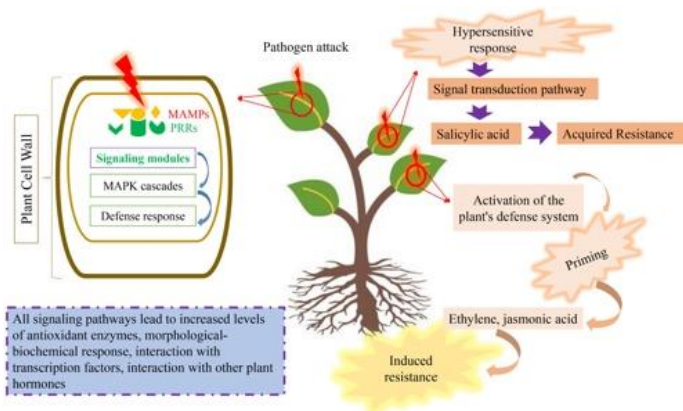 Pathogen attack
Hypersensitive
response
Signal transduction pathway
Salicylic acid
Acquired Resistance
MAMPs
PRRs
Signaling modules
MAPK cascades
Defense response
Plant Cell Wall
Activation of the
plant's defense system
Priming
Ethylene, jasmonic acid
Induced
resistance
All signaling pathways lead to increased levels
of antioxidant enzymes, morphological-
biochemical response, interaction with
transcription factors, interaction with other plant
hormones